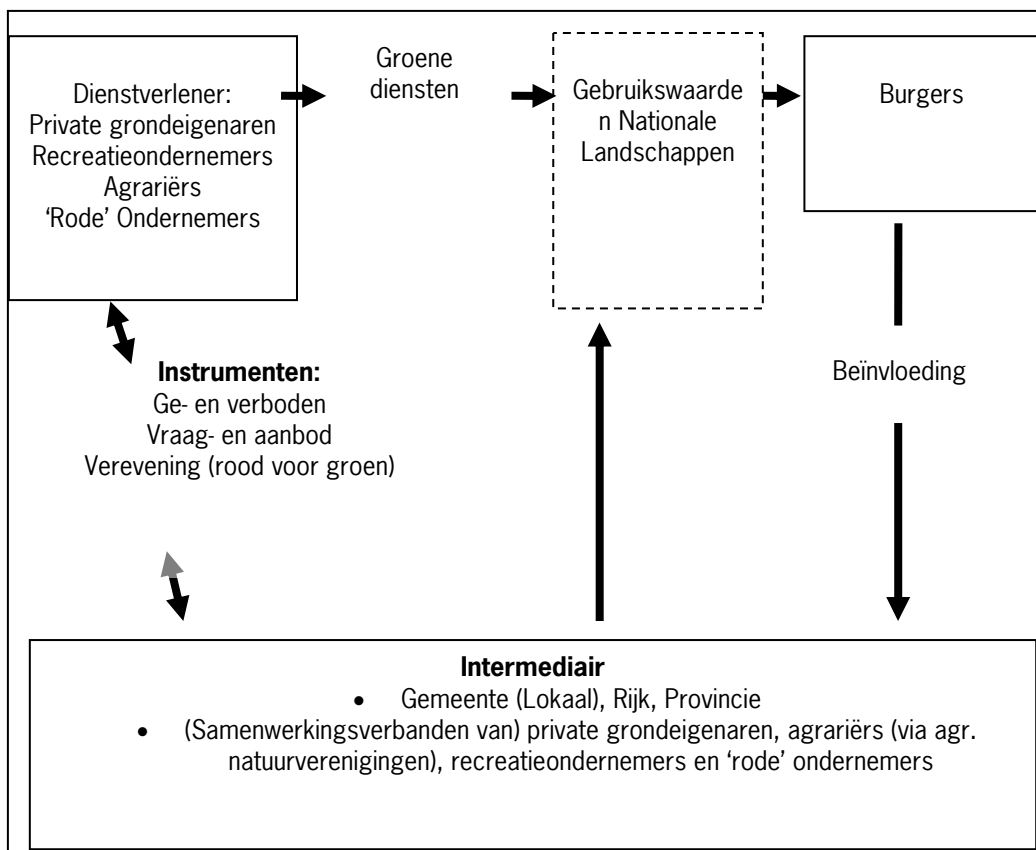 Dienstverlener:
Private grondeigenaren
Recreatieondernemers
Agrariërs
‘Rode’ Ondernemers
Groene
diensten
Gebruikswaarde
n Nationale
Landschappen
Burgers
Instrumenten:
Ge- en verboden
Vraag- en aanbod
Verevening (rood voor groen)
Beïnvloeding
Intermediair
• Gemeente (Lokaal), Rijk, Provincie
• (Samenwerkingsverbanden van) private grondeigenaren, agrariërs (via agr.
natuurverenigingen), recreatieondernemers en ‘rode’ ondernemers